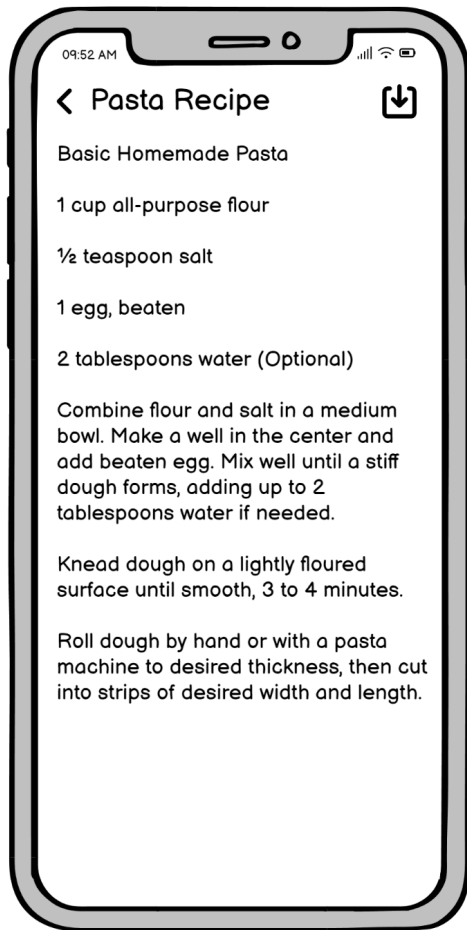 09:52 AM
Pasta Recipe
Basic Homemade Pasta
1 cup all-purpose flour
½ teaspoon salt
1 egg, beaten
2 tablespoons water (Optional)
Combine flour and salt in a medium
bowl. Make a well in the center and
add beaten egg. Mix well until a stiff
dough forms, adding up to 2
tablespoons water if needed.
Knead dough on a lightly floured
surface until smooth, 3 to 4 minutes.
Roll dough by hand or with a pasta
machine to desired thickness, then cut
into strips of desired width and length.